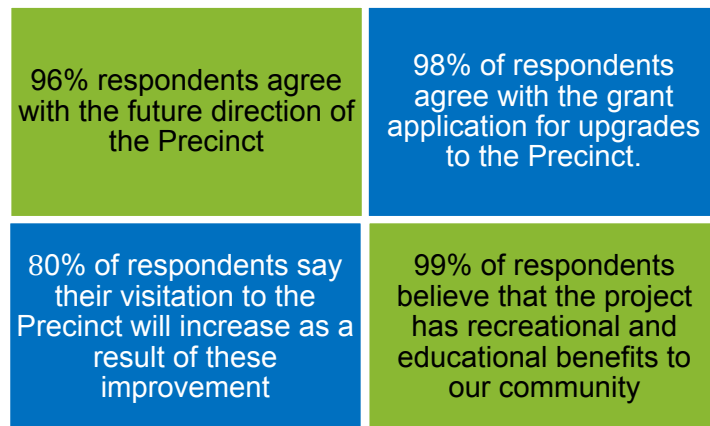 96% respondents agree
with the future direction of
the Precinct
98% of respondents
agree with the grant
application for upgrades
to the Precinct.
80% of respondents say
their visitation to the
Precinct will increase as a
result of these
improvement
99% of respondents
believe that the project
has recreational and
educational benefits to
our community